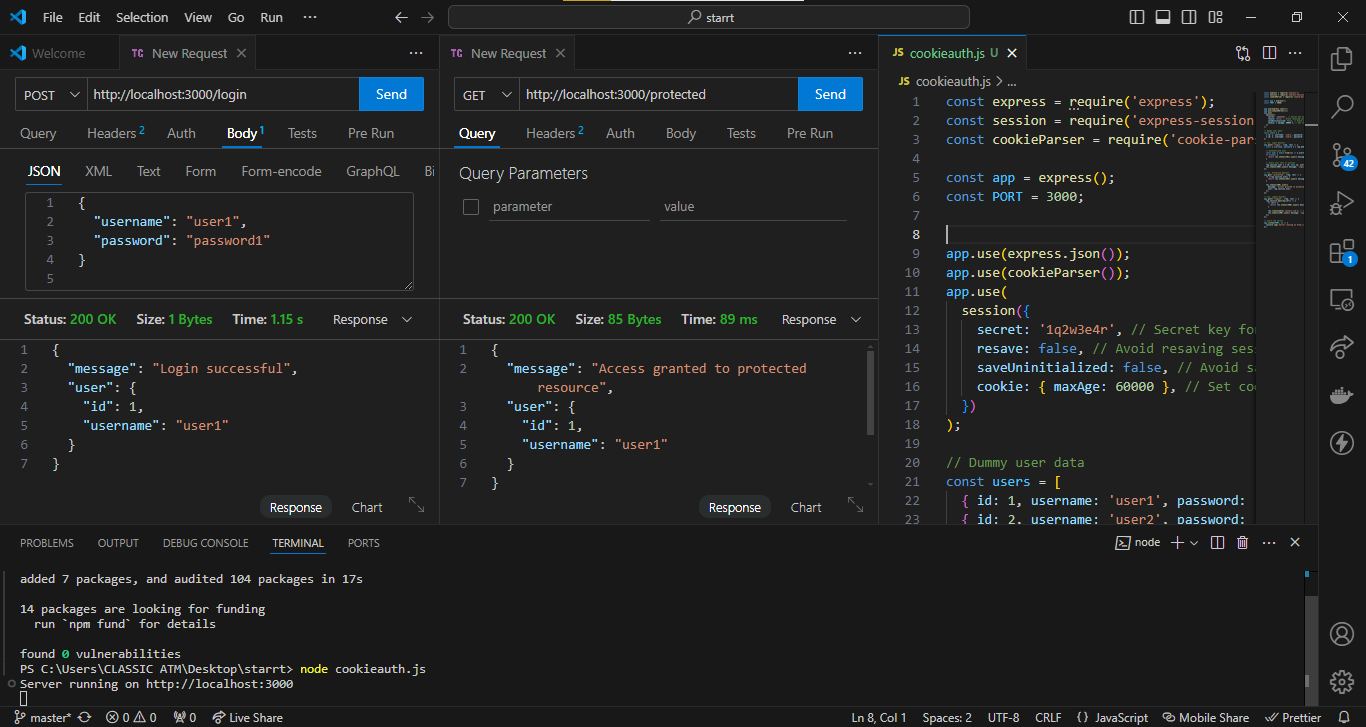 File Edit Selection View Go Run ··· starrt
Welcome
TC New Request
POST http://localhost:3000/login Send
Query Headers 2 Auth Body 1 Tests Pre Run
JSON XML Text Form Form-encode GraphQL Bi
1 {
2 "username": "user1",
3 "password": "password1"
4 }
5
Status: 200 OK Size: 1 Bytes Time: 1.15 s Response
1 {
2 "message": "Login successful",
3 "user": {
4 "id": 1,
5 "username": "user1"
6 }
7 }
Response Chart
TC New Request
GET http://localhost:3000/protected Send
Query Headers 2 Auth Body Tests Pre Run
Query Parameters
parameter value
Status: 200 OK Size: 85 Bytes Time: 89 ms Response
1 {
2 "message": "Access granted to protected
resource",
3 "user": {
4 "id": 1,
5 "username": "user1"
6 }
7 }
Response Chart
JS cookieauth.js U
JS cookieauth.js > ...
1 const express = require('express');
2 const session = require('express-session
3 const cookieParser = require('cookie-par
4
5 const app = express();
6 const PORT = 3000;
7
8
9 app.use(express.json());
10 app.use(cookieParser());
11 app.use(
12 session({
13 secret: '1q2w3e4r', // Secret key fo
14 resave: false, // Avoid resaving ses
15 saveUninitialized: false, // Avoid sa
16 cookie: { maxAge: 60000 }, // Set coo
17 })
18 );
19
20 // Dummy user data
21 const users = [
22 { id: 1, username: 'user1', password:
23 { id: 2, username: 'user2', password:
42
1
PROBLEMS OUTPUT DEBUG CONSOLE TERMINAL PORTS node
added 7 packages, and audited 104 packages in 17s
14 packages are looking for funding
run `npm fund` for details
found 0 vulnerabilities
PS C:\Users\CLASSIC ATM\Desktop\starrt> node cookieauth.js
Server running on http://localhost:3000
master* 0 0 0 Live Share Ln 8, Col 1 Spaces: 2 UTF-8 CRLF {} JavaScript Mobile Share Prettier